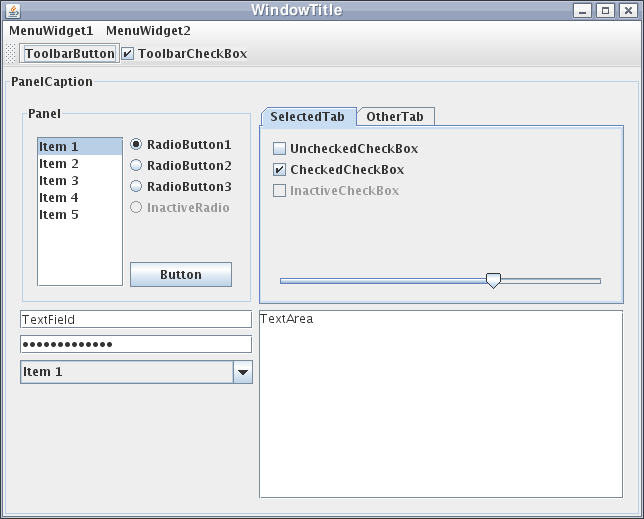 WindowTitle
MenuWidget1 MenuWidget2
ToolbarButton ToolbarCheckBox
PanelCaption
Panel
Item 1
Item 2
Item 3
Item 4
Item 5
RadioButton1
RadioButton2
RadioButton3
InactiveRadio
Button
SelectedTab OtherTab
UncheckedCheckBox
CheckedCheckBox
InactiveCheckBox
TextField
•••••••••••••
Item 1
TextArea